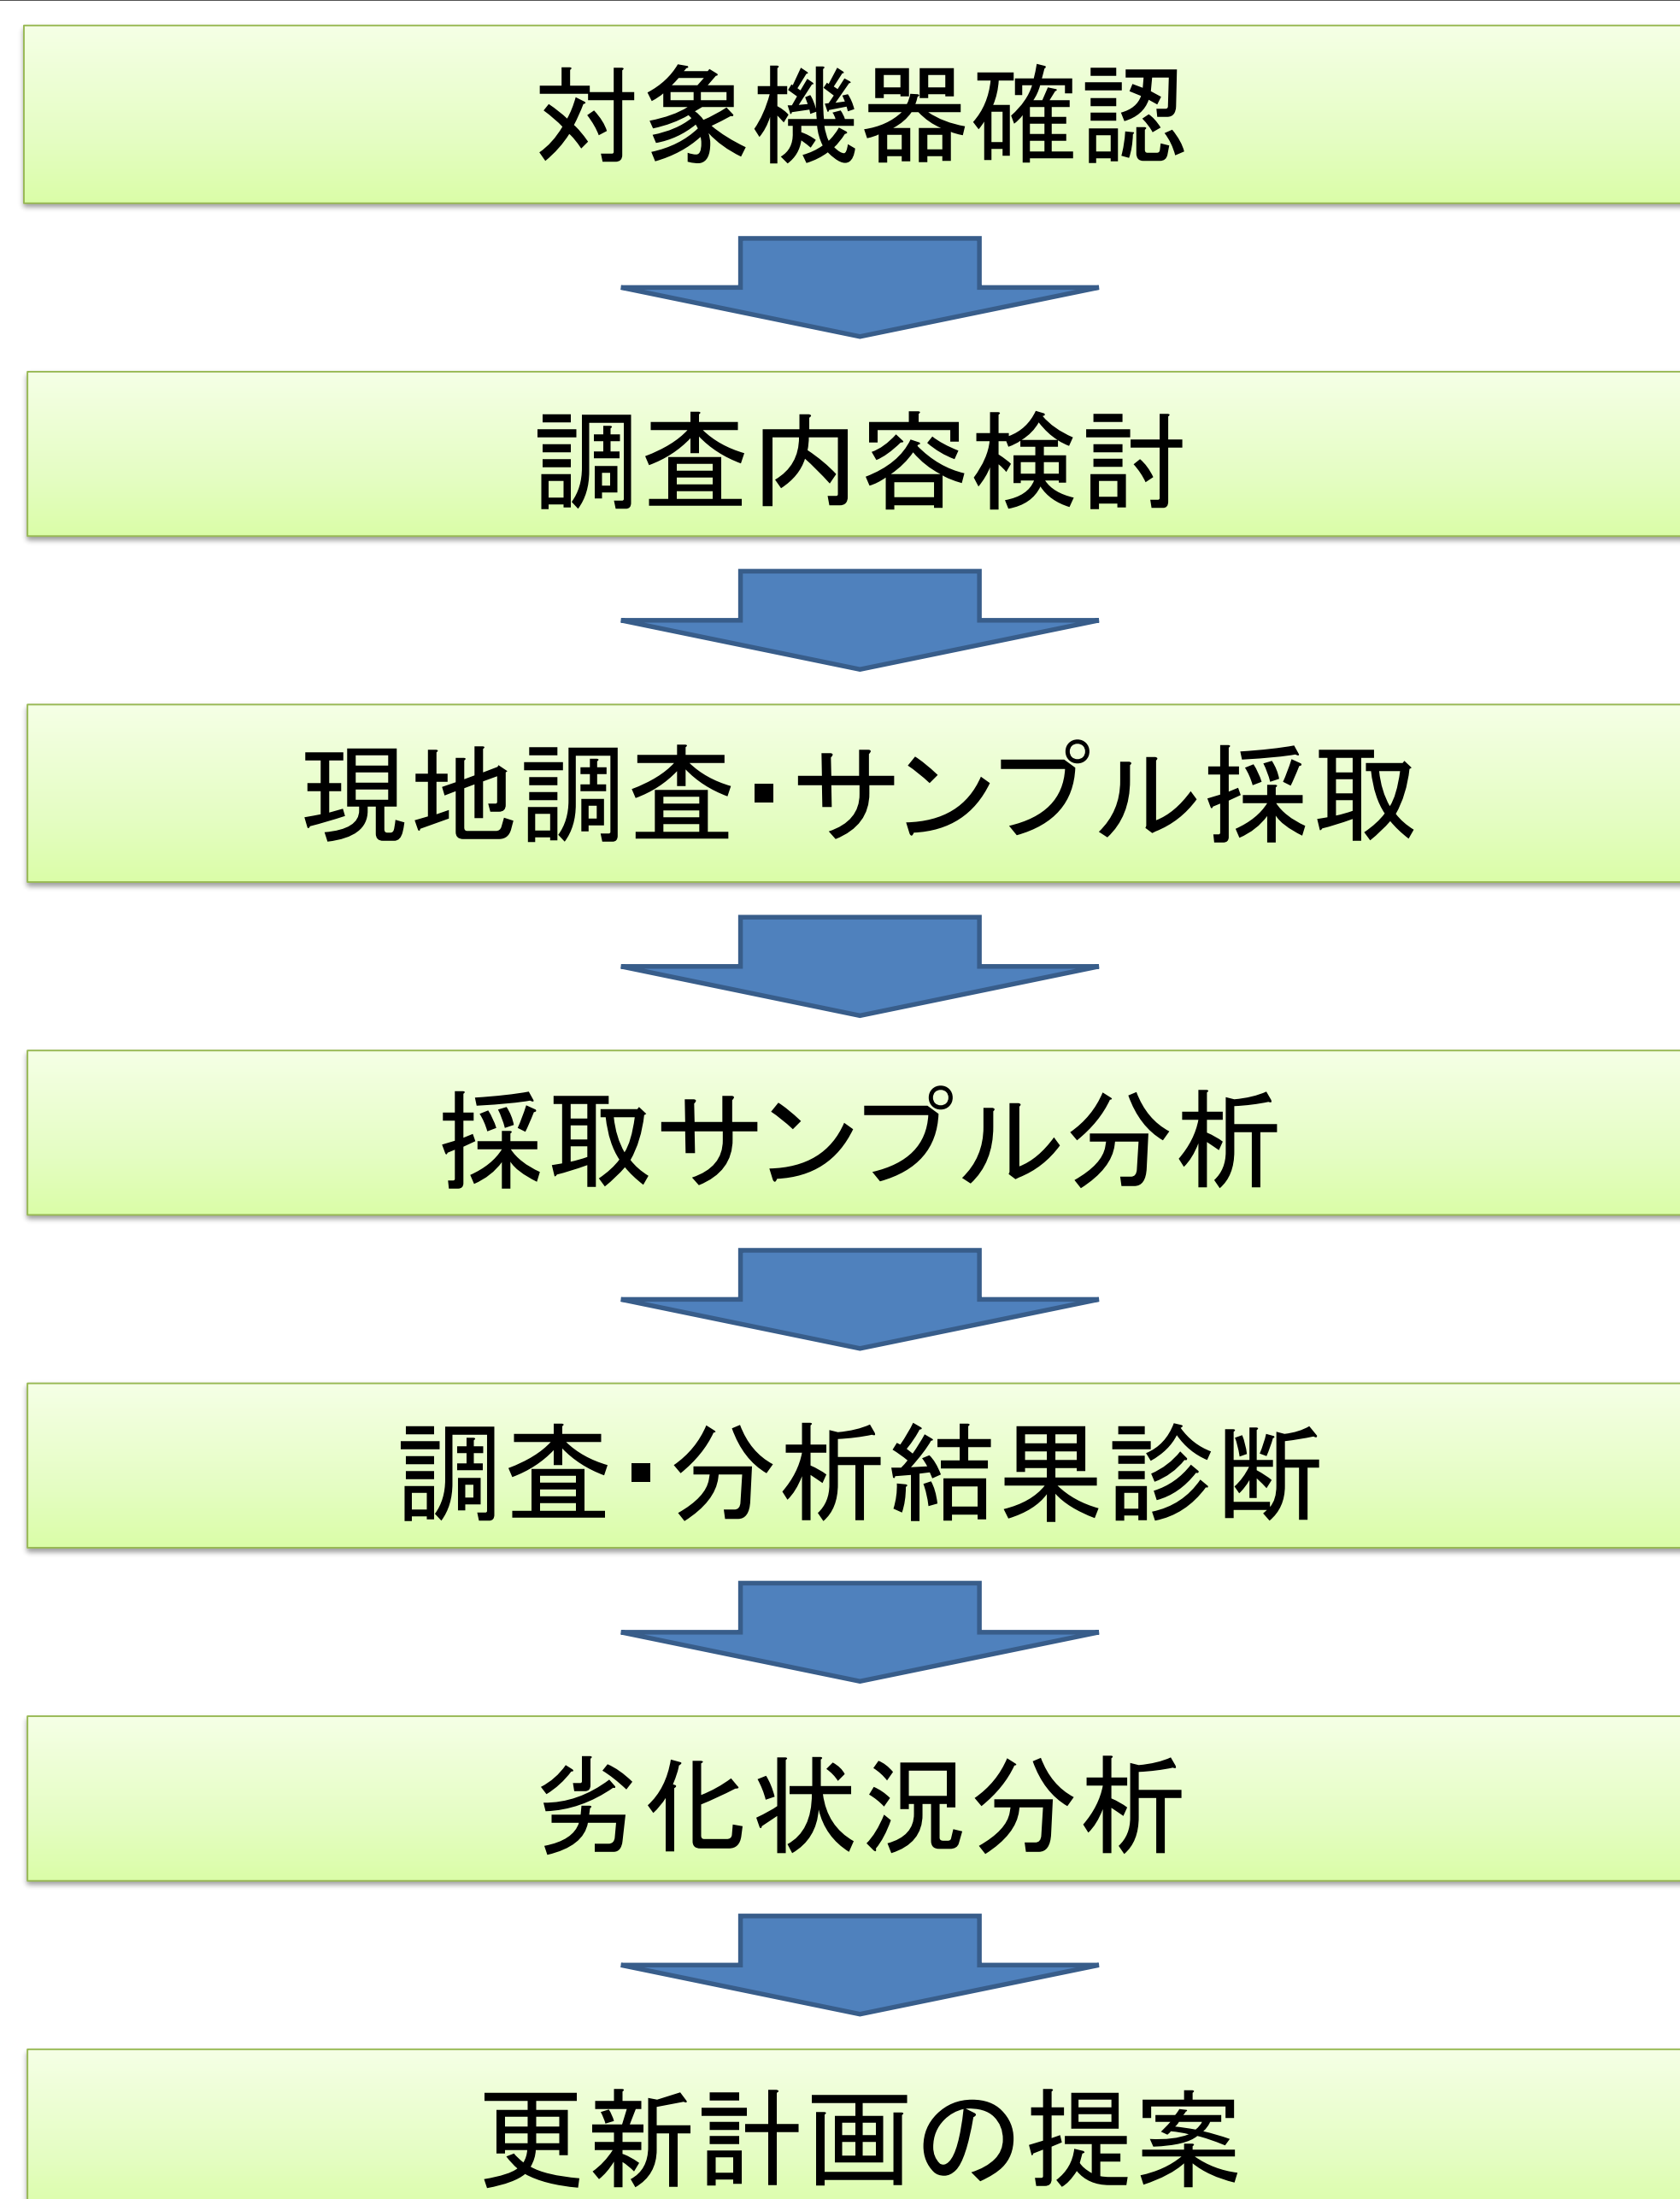 対象機器確認
調査内容検討
現地調査・サンプル採取
採取サンプル分析
調査・分析結果診断
劣化状況分析
更新計画の提案